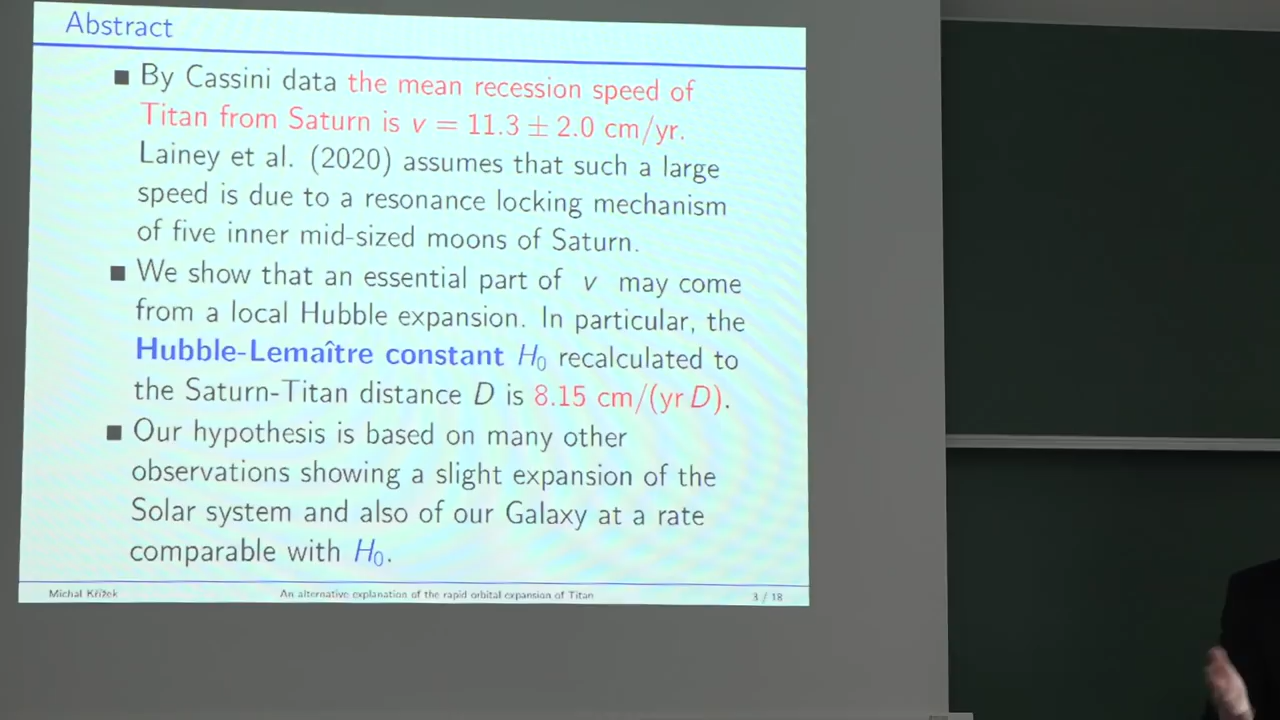 Abstract
■ By Cassini data the mean recession speed of
Titan from Saturn is v = 11.3 ± 2.0 cm/yr.
Lainey et al. (2020) assumes that such a large
speed is due to a resonance locking mechanism
of five inner mid-sized moons of Saturn.
■ We show that an essential part of v may come
from a local Hubble expansion. In particular, the
Hubble-Lemaître constant H₀ recalculated to
the Saturn-Titan distance D is 8.15 cm/(yr D).
■ Our hypothesis is based on many other
observations showing a slight expansion of the
Solar system and also of our Galaxy at a rate
comparable with H₀.
Michal Křížek An alternative explanation of the rapid orbital expansion of Titan 3 / 18